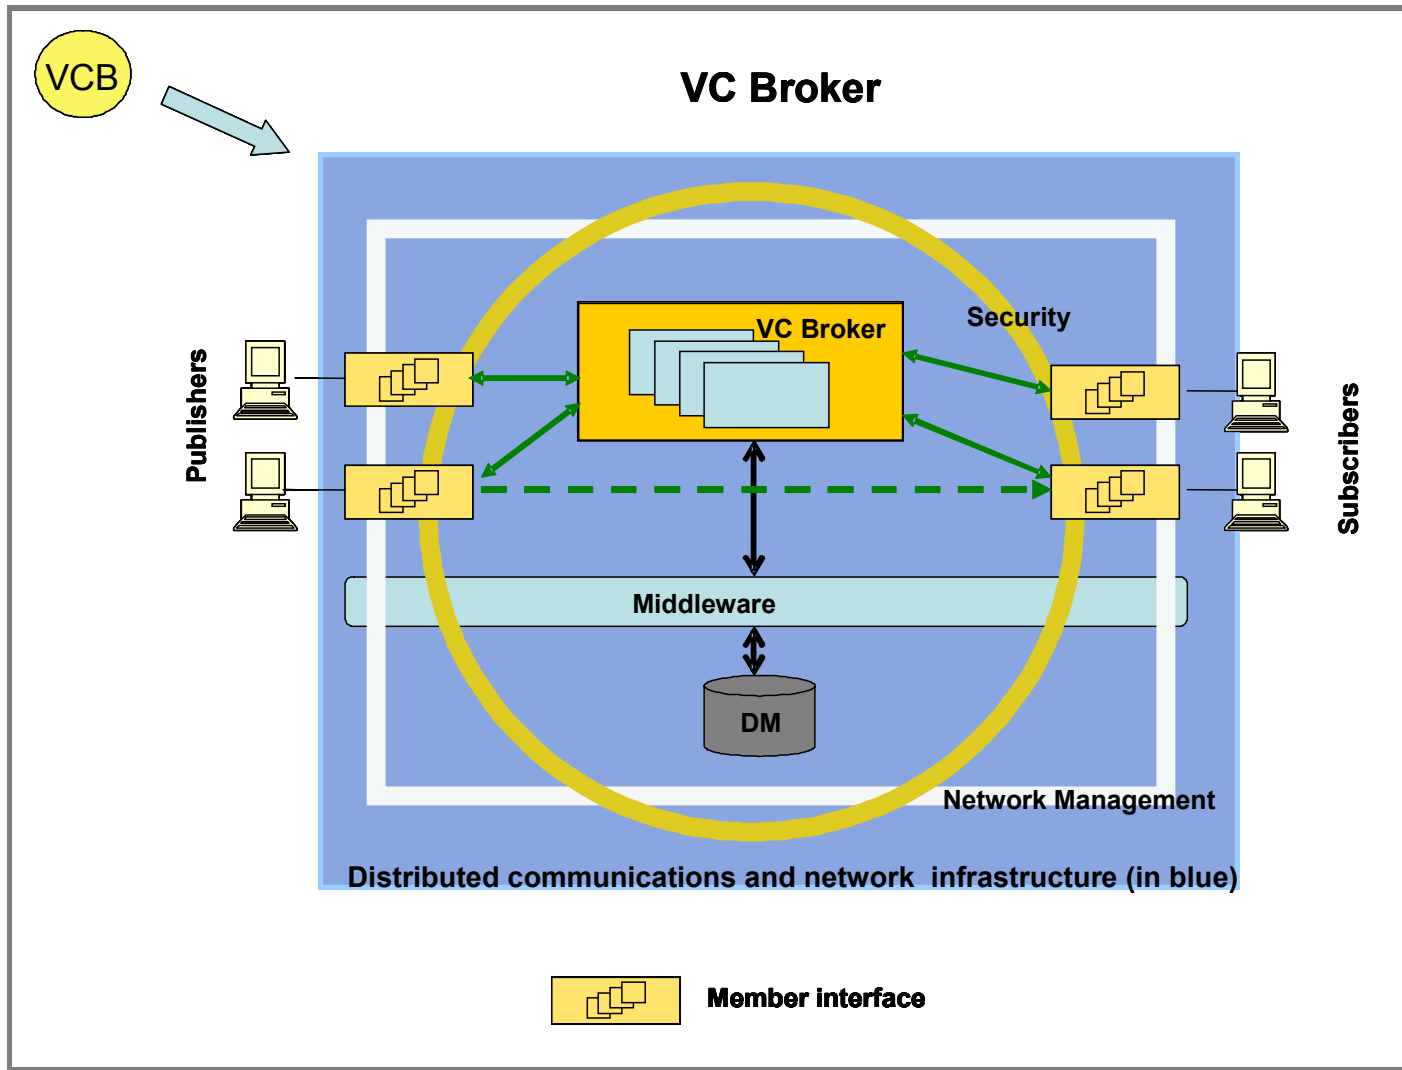 VCB
VC Broker
VC Broker
Security
Publishers
Subscribers
Middleware
DM
Network Management
Distributed communications and network infrastructure (in blue)
Member interface